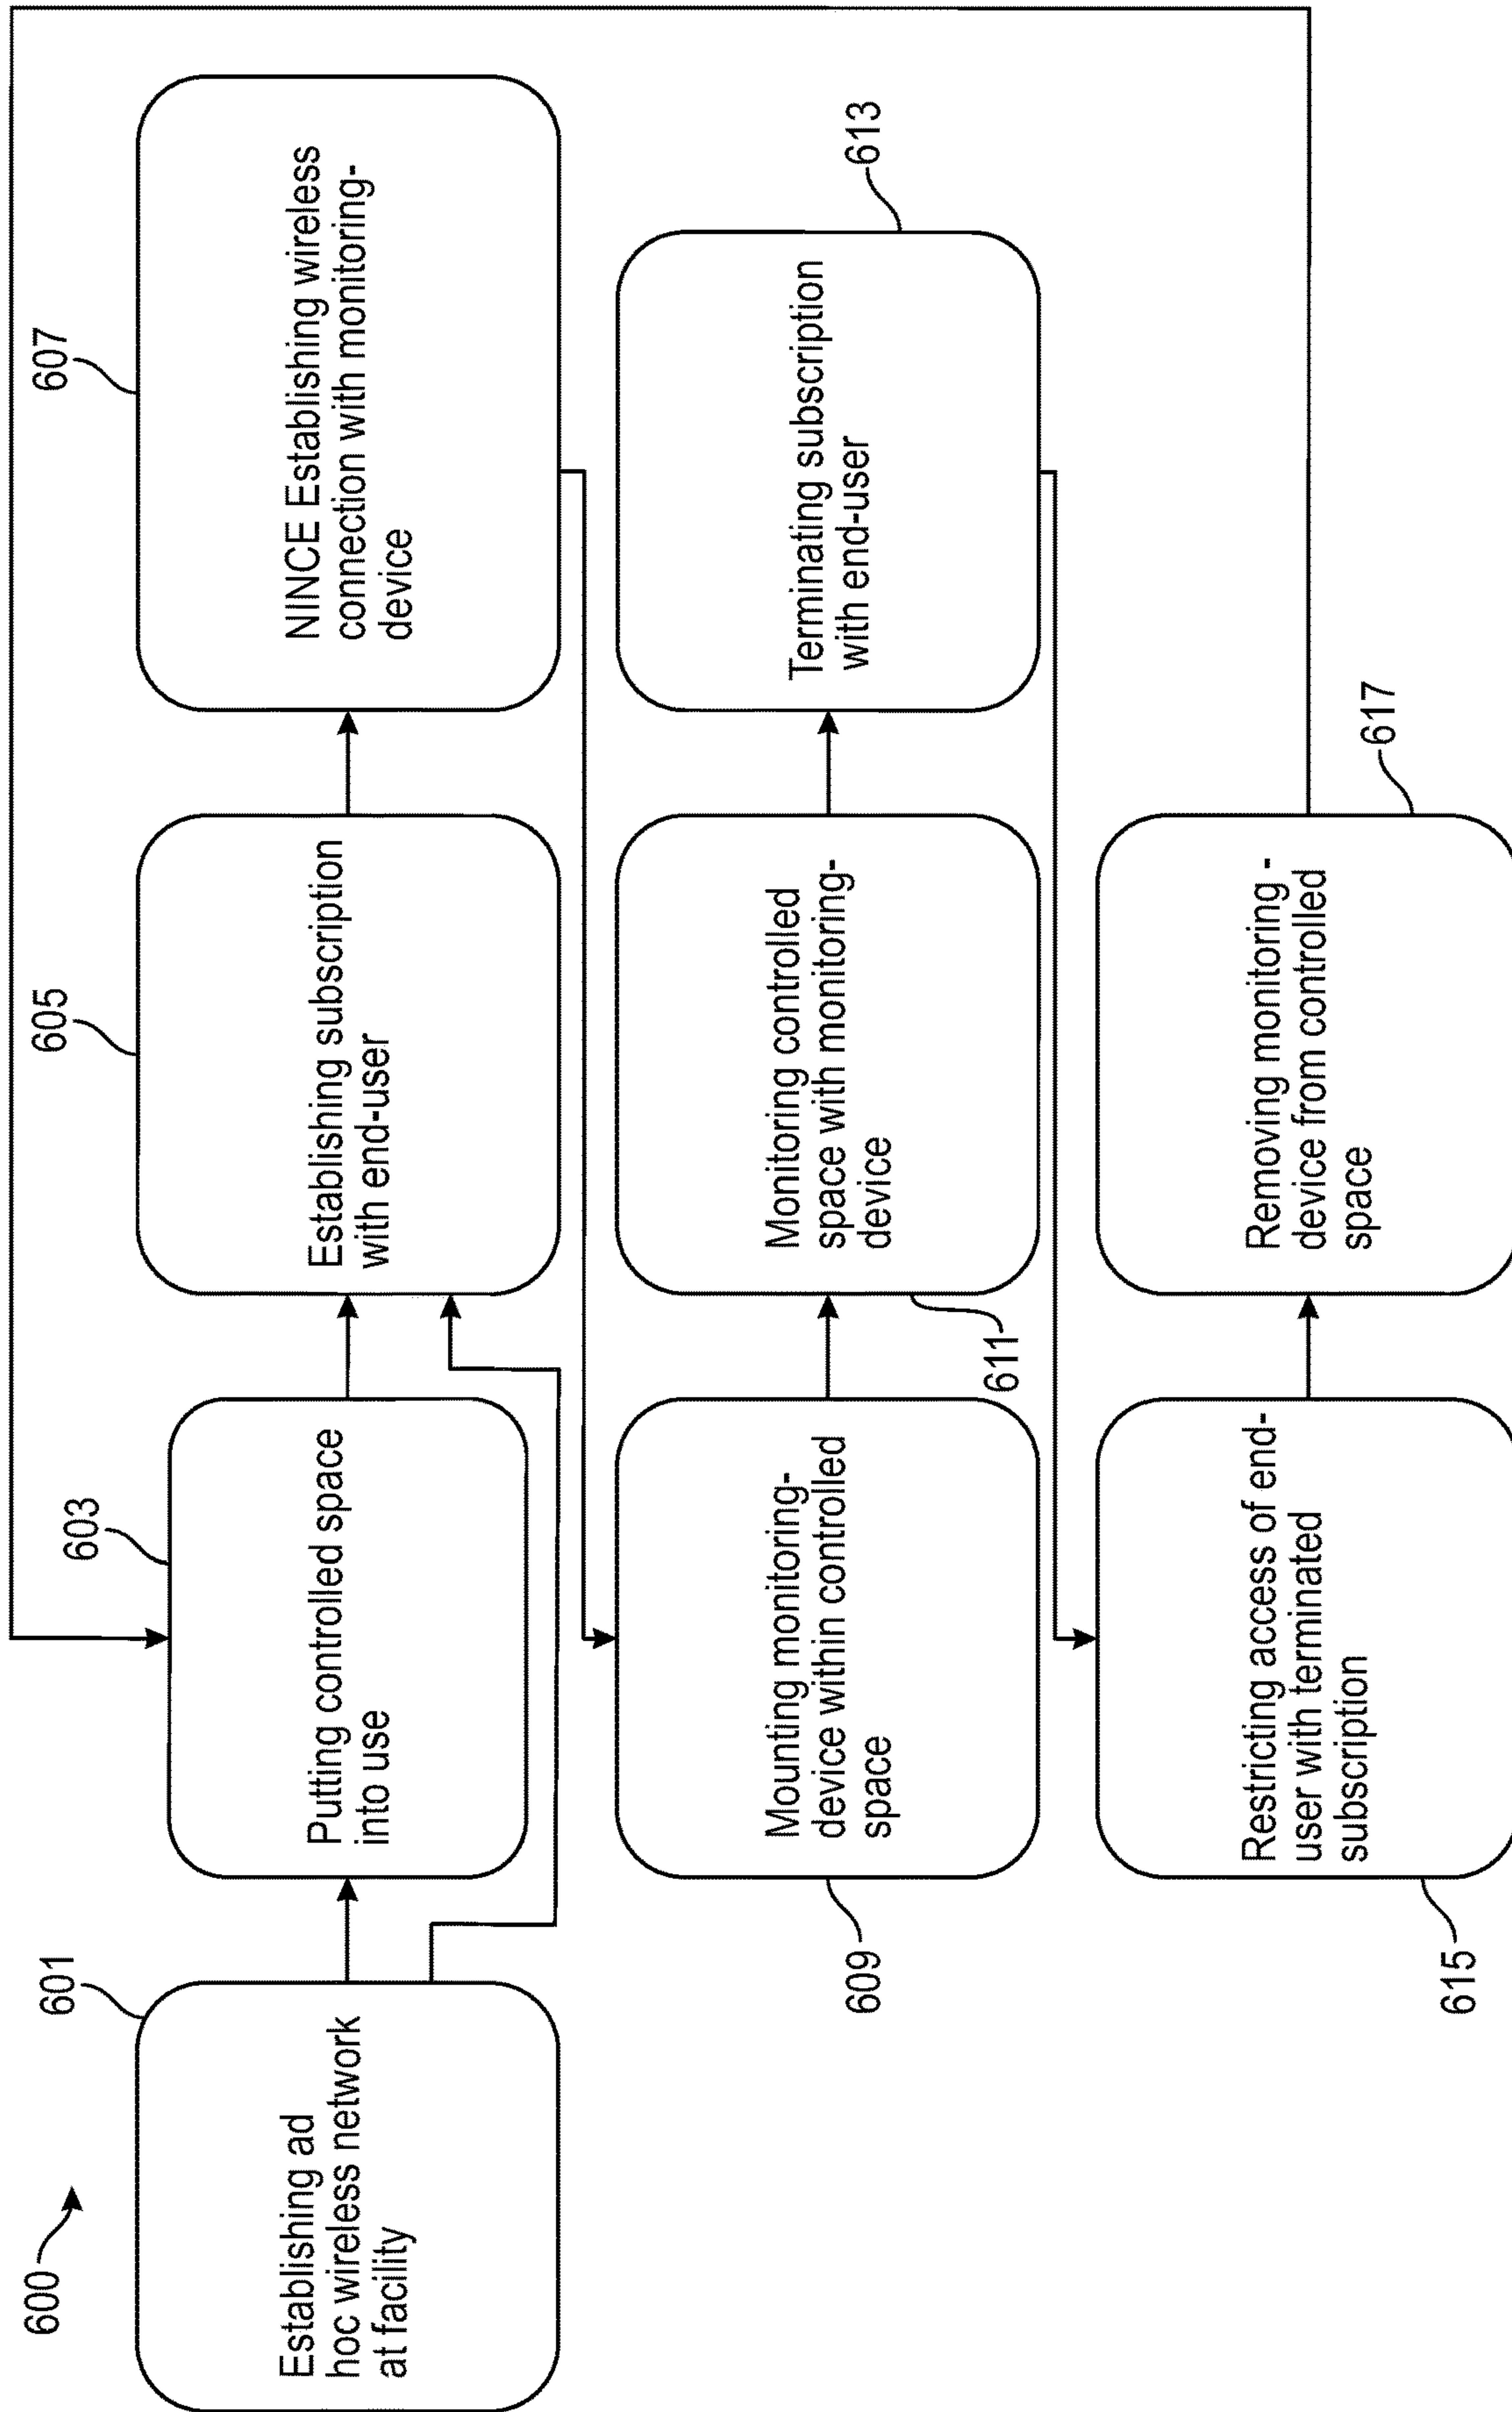 600
601
Establishing ad
hoc wireless network
at facility
603
Putting controlled space
into use
605
Establishing subscription
with end-user
607
NINCE Establishing wireless
connection with monitoring-
device
609
Mounting monitoring-
device within controlled
space
611
Monitoring controlled
space with monitoring-
device
613
Terminating subscription
with end-user
615
Restricting access of end-
user with terminated
subscription
617
Removing monitoring -
device from controlled
space